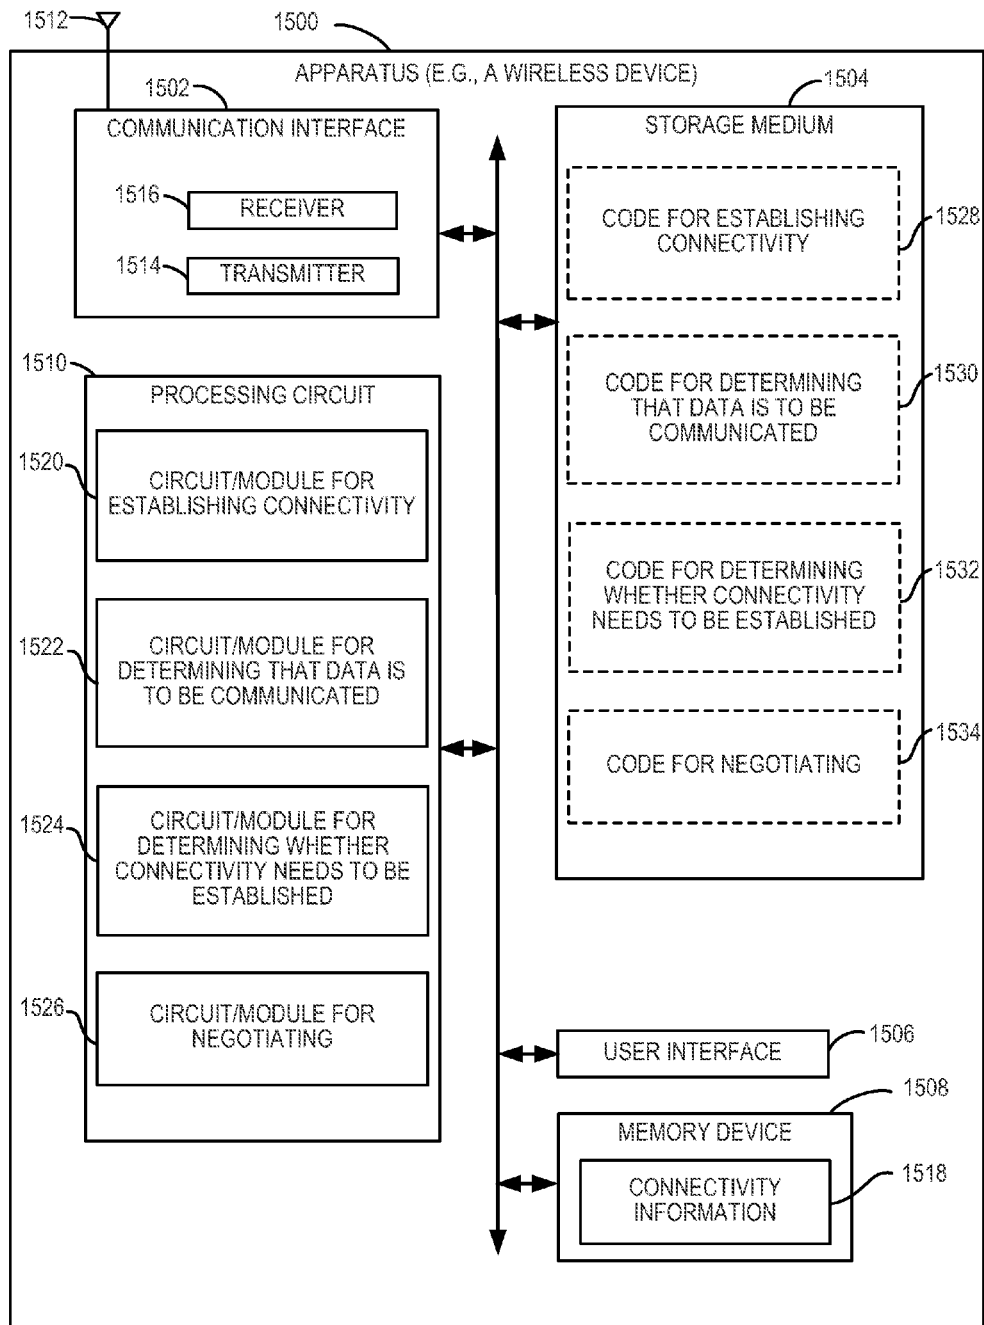 1512
1500
APPARATUS (E.G., A WIRELESS DEVICE)
1502
COMMUNICATION INTERFACE
1516
RECEIVER
1514
TRANSMITTER
1504
STORAGE MEDIUM
CODE FOR ESTABLISHING
CONNECTIVITY
1528
CODE FOR DETERMINING
THAT DATA IS TO BE
COMMUNICATED
1530
CODE FOR DETERMINING
WHETHER CONNECTIVITY
NEEDS TO BE ESTABLISHED
1532
CODE FOR NEGOTIATING
1534
1510
PROCESSING CIRCUIT
1520
CIRCUIT/MODULE FOR
ESTABLISHING CONNECTIVITY
1522
CIRCUIT/MODULE FOR
DETERMINING THAT DATA IS
TO BE COMMUNICATED
1524
CIRCUIT/MODULE FOR
DETERMINING WHETHER
CONNECTIVITY NEEDS TO BE
ESTABLISHED
1526
CIRCUIT/MODULE FOR
NEGOTIATING
USER INTERFACE
1506
1508
MEMORY DEVICE
CONNECTIVITY
INFORMATION
1518